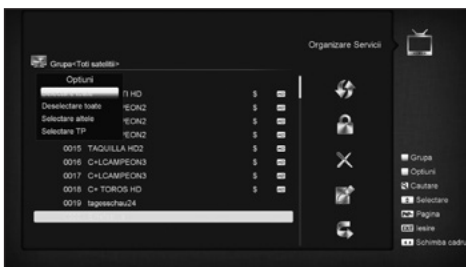 Organizare Servicii
Grupa<Toti satelitii>
Optiuni
TI HD $
Deselectare toate PEON2 $
Selectare altele PEON2 $
Selectare TP PEON2 $
0015 TAQUILLA HD2 $
0016 C+LCAMPEON3 $
0017 C+LCAMPEON3 $
0018 C+ TOROS HD $
0019 tagesschau24
Grupa
Optiuni
Cautare
Selectare
Pagina
Iesire
Schimba cadru